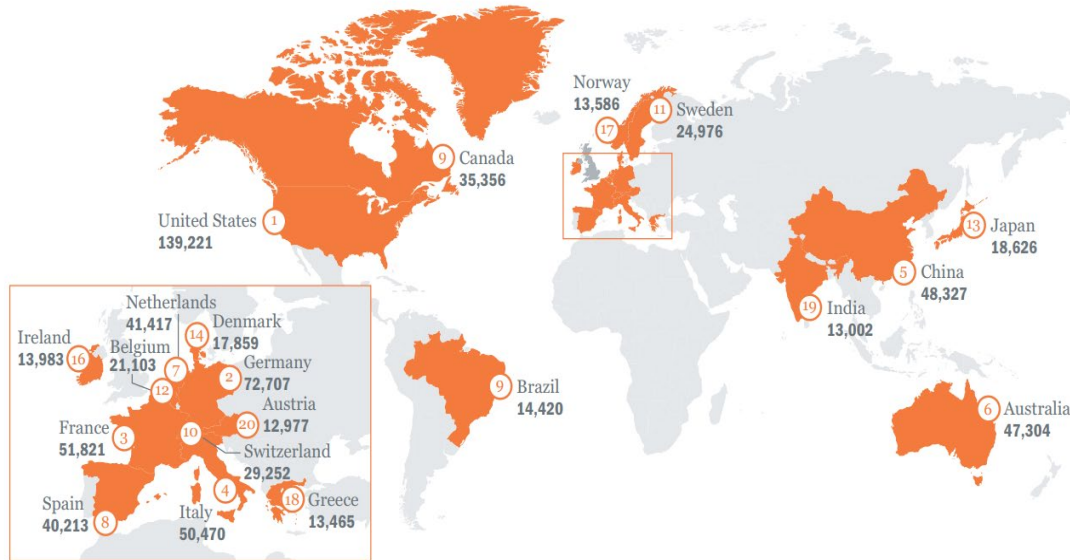 Norway
13,586
17
11
Sweden
24,976
9
Canada
35,356
United States
139,221
1
13
Japan
18,626
5
China
48,327
19
India
13,002
9
Brazil
14,420
6
Australia
47,304
Netherlands
41,417
14
Denmark
17,859
Ireland
13,983
16
Belgium
21,103
7
12
2
Germany
72,707
20
Austria
12,977
France
51,821
3
10
Switzerland
29,252
Spain
40,213
8
4
Italy
50,470
18
Greece
13,465